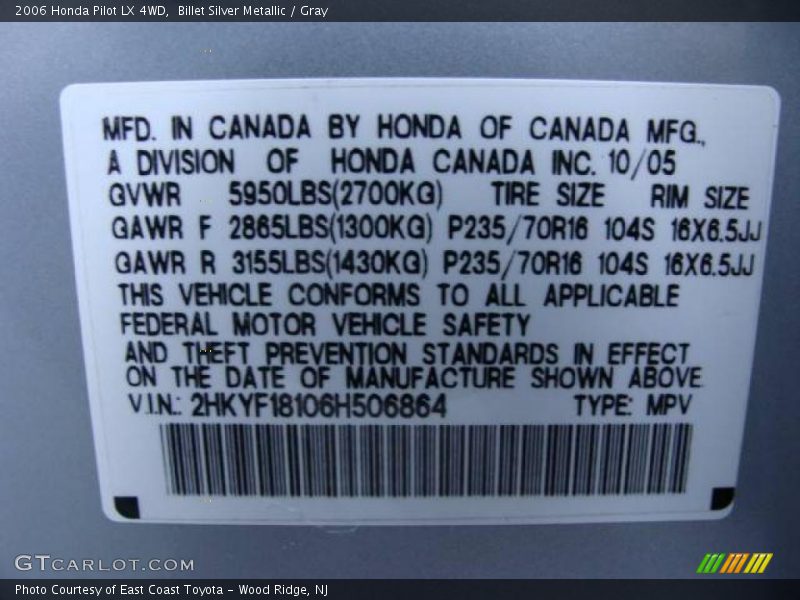 2006 Honda Pilot LX 4WD,  Billet Silver Metallic / Gray
MFD. IN CANADA BY HONDA OF CANADA MFG.,
A DIVISION OF HONDA CANADA INC. 10/05
GVWR 5950LBS(2700KG) TIRE SIZE RIM SIZE
GAWR F 2865LBS(1300KG) P235/70R16 104S 16X6.5JJ
GAWR R 3155LBS(1430KG) P235/70R16 104S 16X6.5JJ
THIS VEHICLE CONFORMS TO ALL APPLICABLE
FEDERAL MOTOR VEHICLE SAFETY
AND THEFT PREVENTION STANDARDS IN EFFECT
ON THE DATE OF MANUFACTURE SHOWN ABOVE
V.I.N.: 2HKYF18106H506864 TYPE: MPV
GTCARLOT.COM
Photo Courtesy of East Coast Toyota - Wood Ridge, NJ